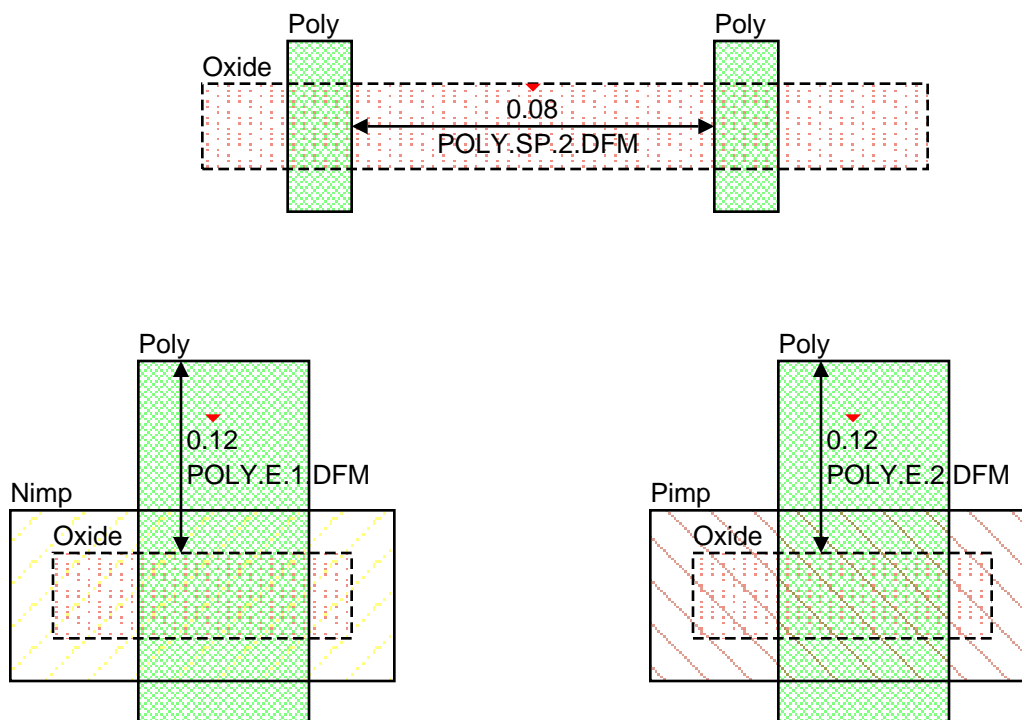 Poly
Poly
Oxide
0.08
POLY.SP.2.DFM
Poly
Poly
0.12
POLY.E.1.DFM
0.12
POLY.E.2.DFM
Nimp
Pimp
Oxide
Oxide